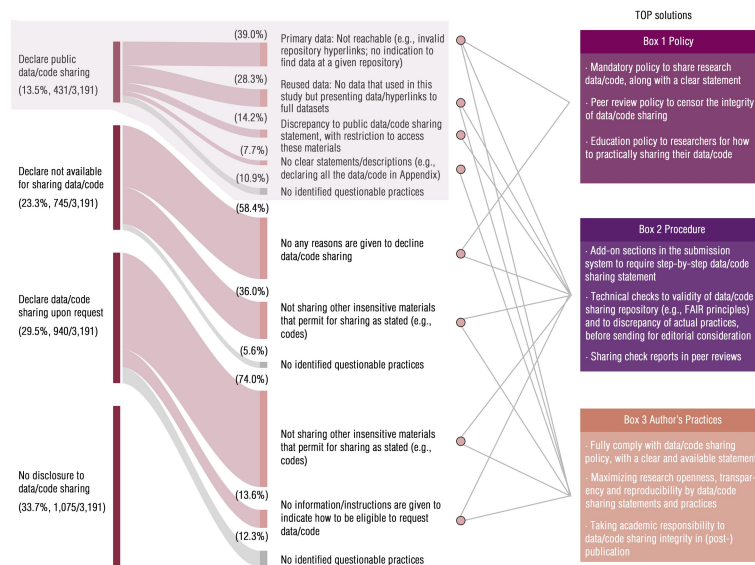 TOP solutions
Declare public
data/code sharing
(13.5%, 431/3,191)
Declare not available
for sharing data/code
(23.3%, 745/3,191)
Declare data/code
sharing upon request
(29.5%, 940/3,191)
No disclosure to
data/code sharing
(33.7%, 1,075/3,191)
(39.0%)
Primary data: Not reachable (e.g., invalid
repository hyperlinks; no indication to
find data at a given repository)
(28.3%)
Reused data: No data that used in this
study but presenting data/hyperlinks to
full datasets
(14.2%)
Discrepancy to public data/code sharing
statement, with restriction to access
these materials
(7.7%)
No clear statements/descriptions (e.g.,
declaring all the data/code in Appendix)
(10.9%)
No identified questionable practices
(58.4%)
No any reasons are given to decline
data/code sharing
(36.0%)
Not sharing other insensitive materials
that permit for sharing as stated (e.g.,
codes)
(5.6%)
No identified questionable practices
(74.0%)
Not sharing other insensitive materials
that permit for sharing as stated (e.g.,
codes)
(13.6%)
No information/instructions are given to
indicate how to be eligible to request
data/code
(12.3%)
No identified questionable practices
Box 1 Policy
· Mandatory policy to share research
data/code, along with a clear statement
· Peer review policy to censor the integrity
of data/code sharing
· Education policy to researchers for how
to practically sharing their data/code
Box 2 Procedure
· Add-on sections in the submission
system to require step-by-step data/code
sharing statement
· Technical checks to validity of data/code
sharing repository (e.g., FAIR principles)
and to discrepancy of actual practices,
before sending for editorial consideration
· Sharing check reports in peer reviews
Box 3 Author's Practices
· Fully comply with data/code sharing
policy, with a clear and available statement
· Maximizing research openness, transpar-
ency and reproducibility by data/code
sharing statements and practices
· Taking academic responsibility to
data/code sharing integrity in (post-)
publication